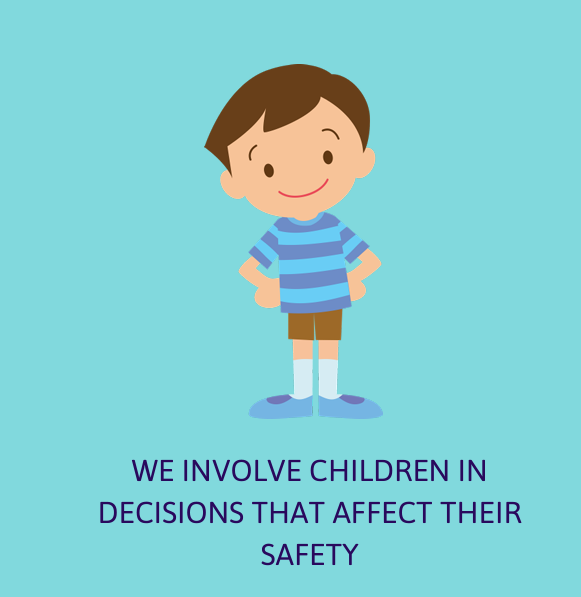 WE INVOLVE CHILDREN IN
DECISIONS THAT AFFECT THEIR
SAFETY